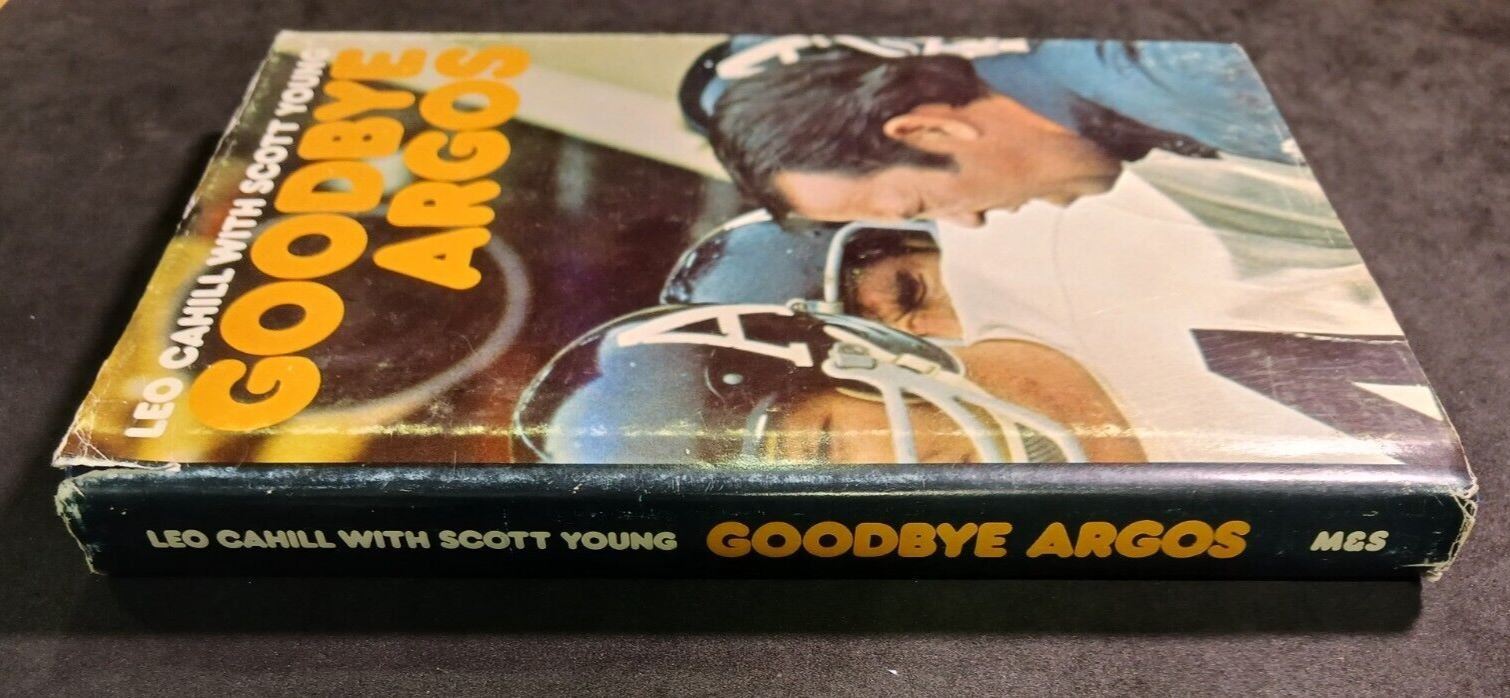 LEO CAHILL WITH SCOTT YOUNG
GOODBYE
ARGOS
A
LEO CAHILL WITH SCOTT YOUNG GOODBYE ARGOS M&S